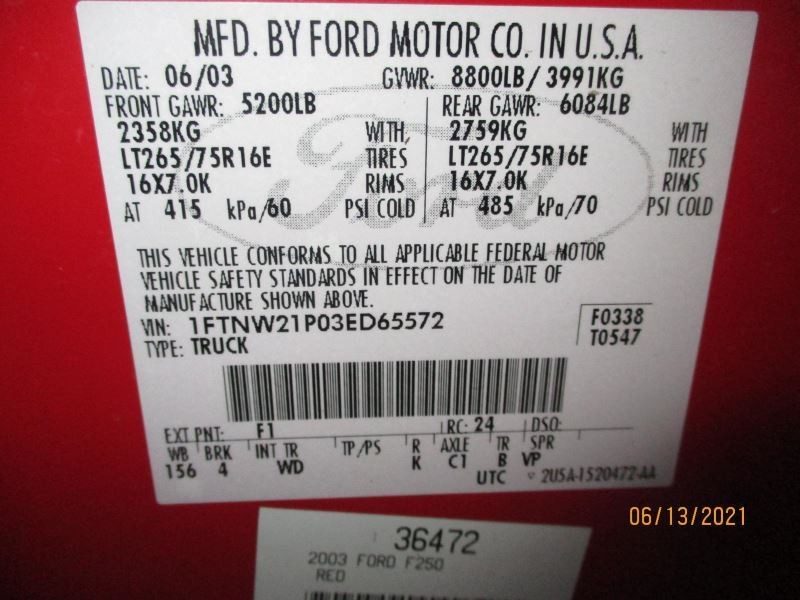 MFD. BY FORD MOTOR CO. IN U.S.A.
DATE: 06/03 GVWR: 8800LB/ 3991KG
FRONT GAWR: 5200LB REAR GAWR: 6084LB
2358KG WITH 2759KG WITH
LT265/75R16E TIRES LT265/75R16E TIRES
16X7.0K RIMS 16X7.0K RIMS
AT 415 kPa/60 PSI COLD AT 485 kPa/70 PSI COLD
Ford
THIS VEHICLE CONFORMS TO ALL APPLICABLE FEDERAL MOTOR
VEHICLE SAFETY STANDARDS IN EFFECT ON THE DATE OF
MANUFACTURE SHOWN ABOVE.
VIN: 1FTNW21P03ED65572 F0338
TYPE: TRUCK T0547
EXT PNT: F1 RC: 24 DSO:
WB BRK INT TR TP/PS R AXLE TR SPR
156 4 WD K C1 B VP
UTC 2U5A-1520472-AA
06/13/2021
36472
2003 FORD F250
RED